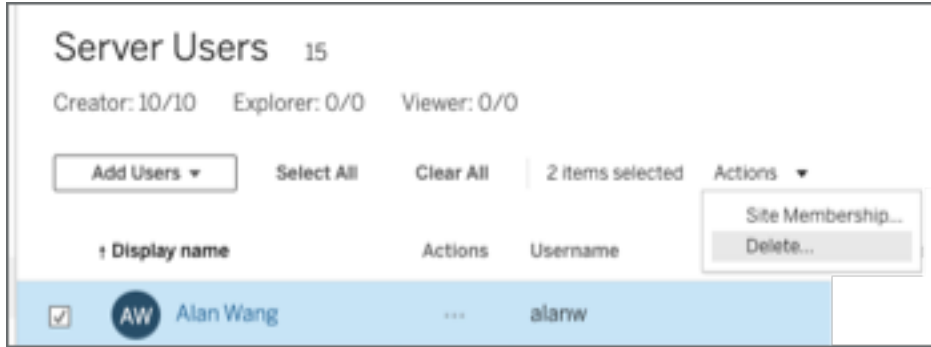 Server Users 15
Creator: 10/10 Explorer: 0/0 Viewer: 0/0
Add Users Select All Clear All 2 items selected Actions
Site Membership...
Delete...
↑ Display name Actions Username
AW Alan Wang ... alanw